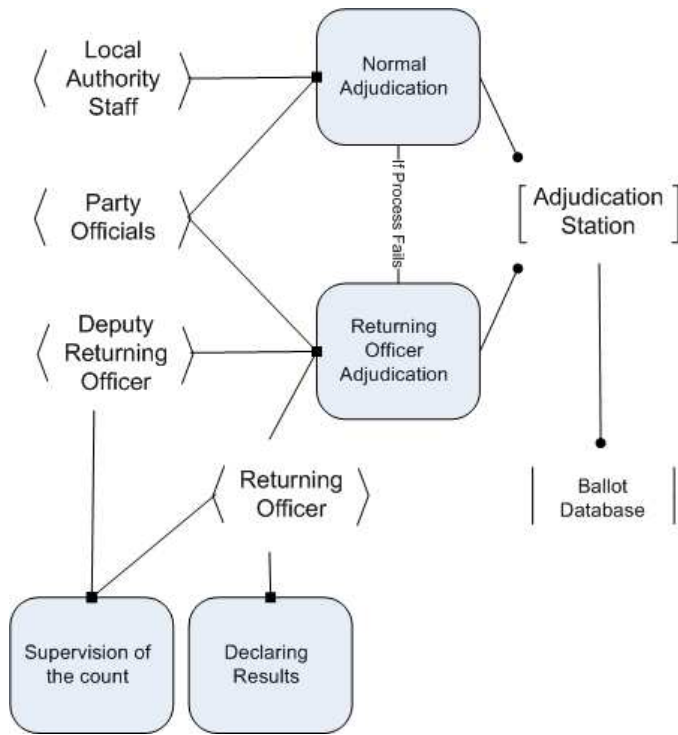 Local
Authority
Staff
Normal
Adjudication
Party
Officials
If Process Fails
Adjudication
Station
Deputy
Returning
Officer
Returning
Officer
Adjudication
Returning
Officer
Ballot
Database
Supervision of
the count
Declaring
Results